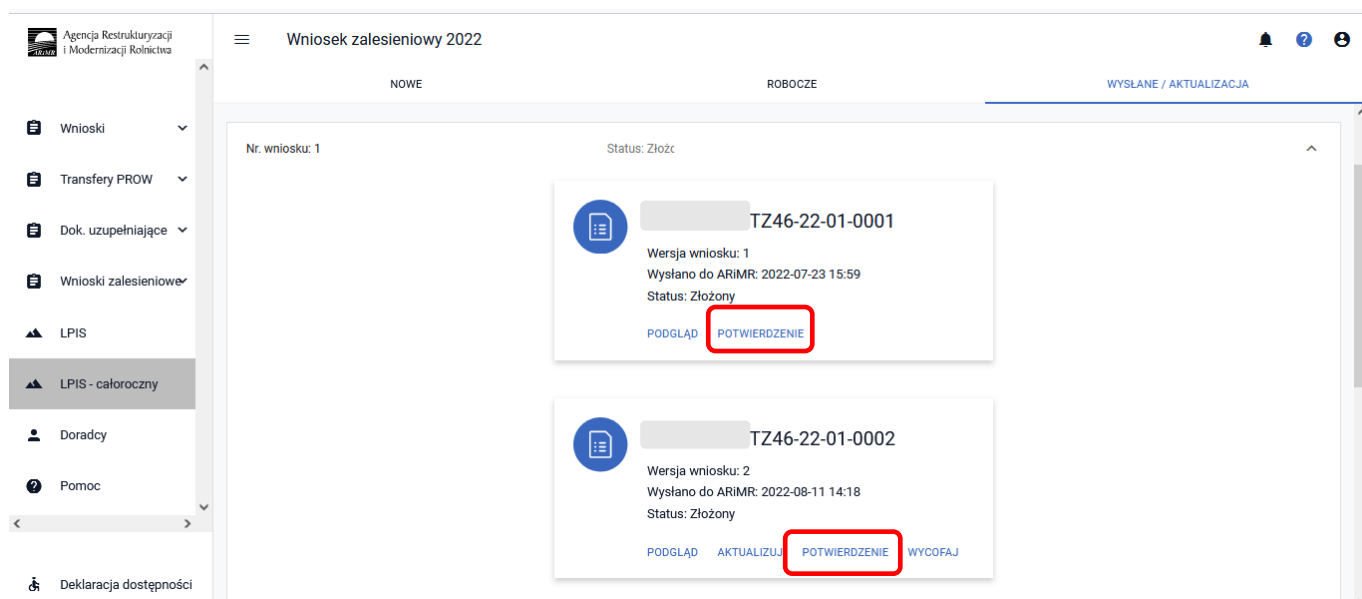 Agencja Restrukturyzacji
i Modernizacji Rolnictwa
ARiMR
Wniosek zalesieniowy 2022
NOWE
ROBOCZE
WYSŁANE / AKTUALIZACJA
Wnioski
Transfery PROW
Dok. uzupełniające
Wnioski zalesieniowe
LPIS
LPIS - całoroczny
Doradcy
Pomoc
Deklaracja dostępności
Nr. wniosku: 1
Status: Złożo
TZ46-22-01-0001
Wersja wniosku: 1
Wysłano do ARiMR: 2022-07-23 15:59
Status: Złożony
PODGLĄD POTWIERDZENIE
TZ46-22-01-0002
Wersja wniosku: 2
Wysłano do ARiMR: 2022-08-11 14:18
Status: Złożony
PODGLĄD AKTUALIZUJ POTWIERDZENIE WYCOFAJ